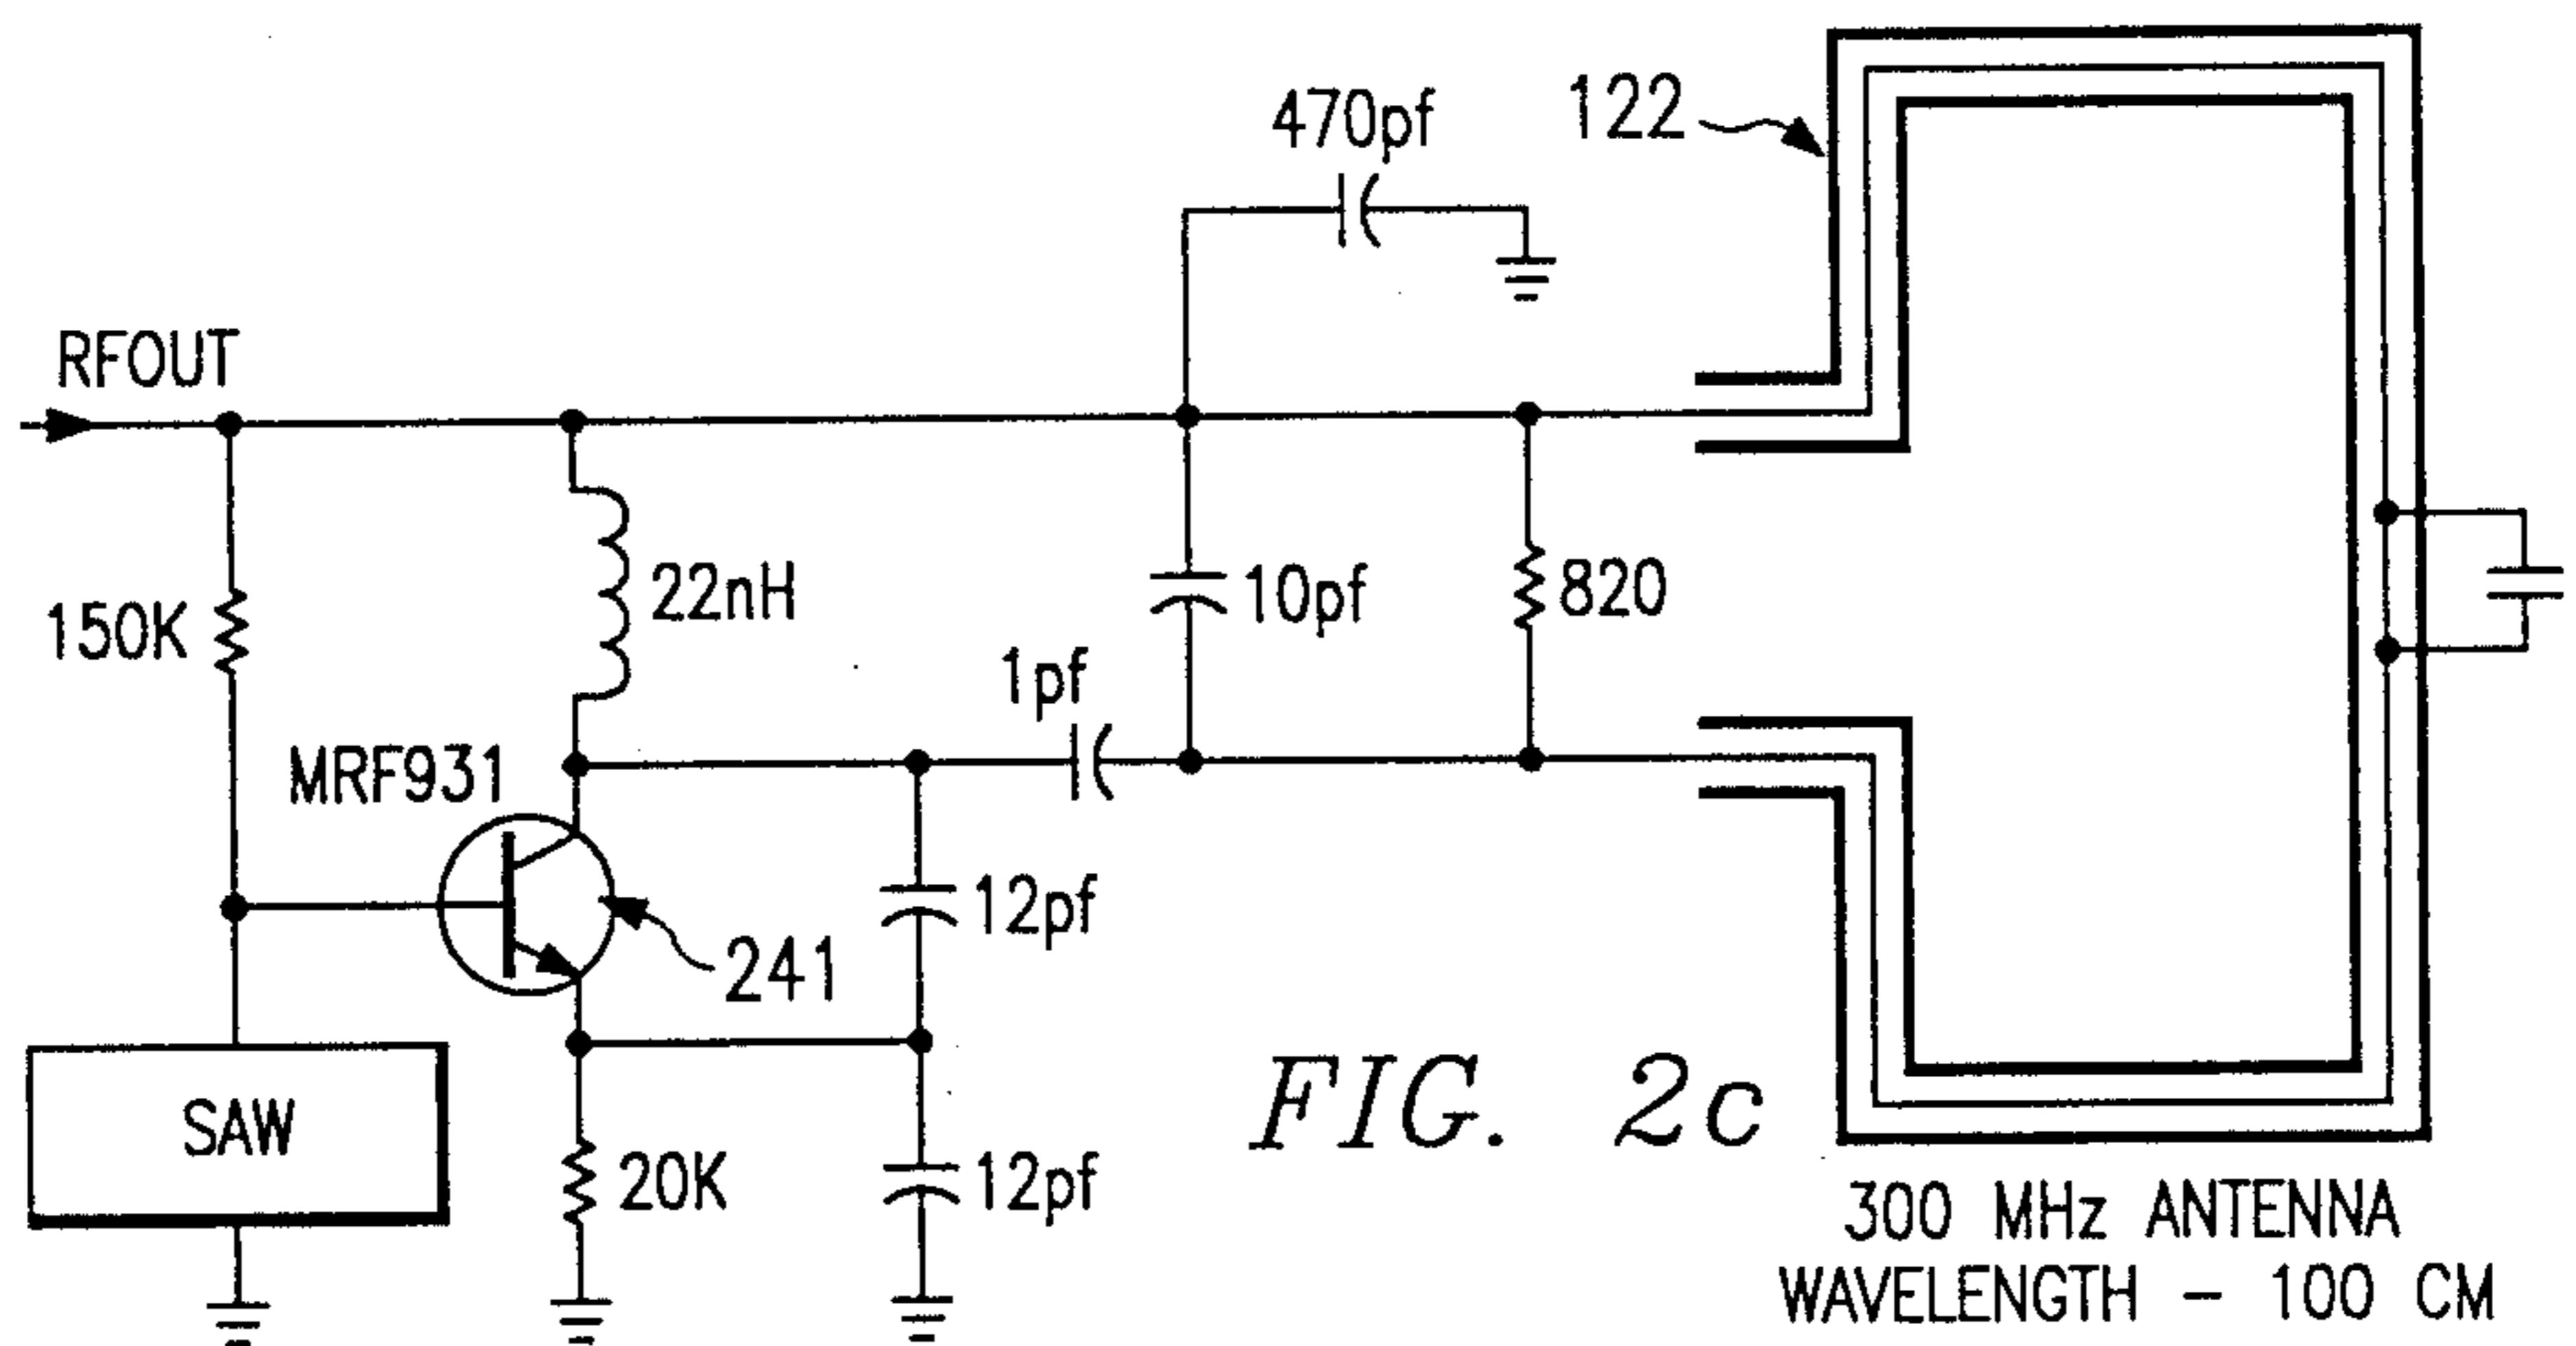 122
470pf
RFOUT
22nH
10pf
820
150K
1pf
MRF931
12pf
241
SAW
20K
12pf
FIG. 2c
300 MHz ANTENNA
WAVELENGTH - 100 CM